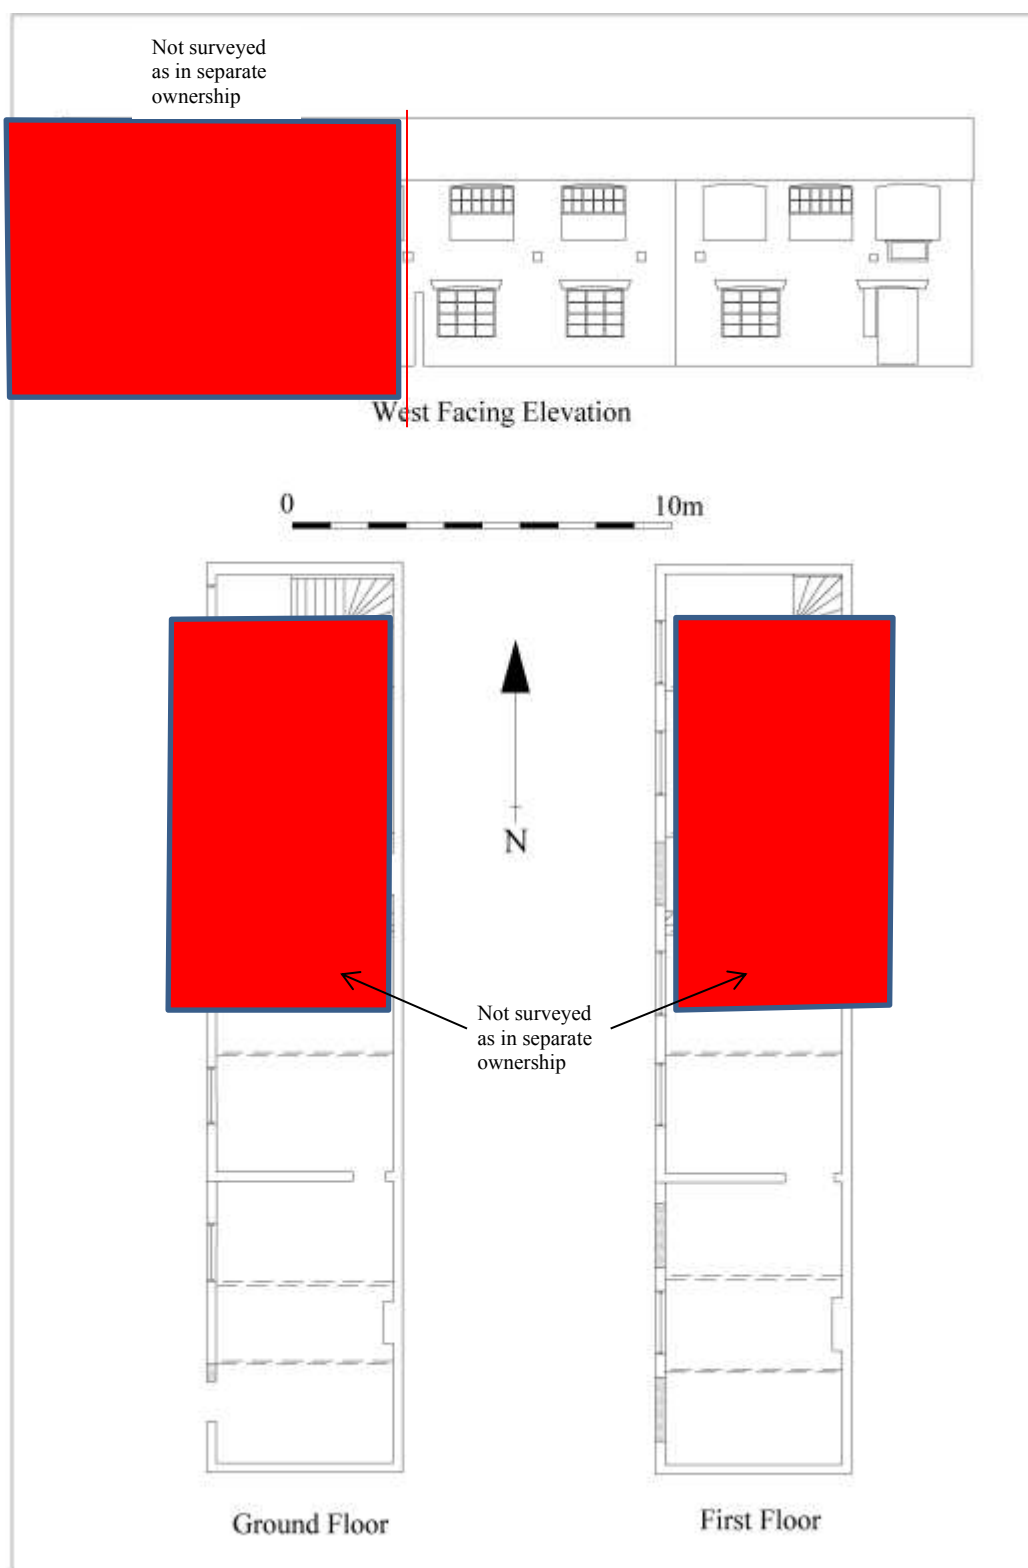 Not surveyed
as in separate
ownership
West Facing Elevation
0 10m
N
Not surveyed
as in separate
ownership
Ground Floor
First Floor